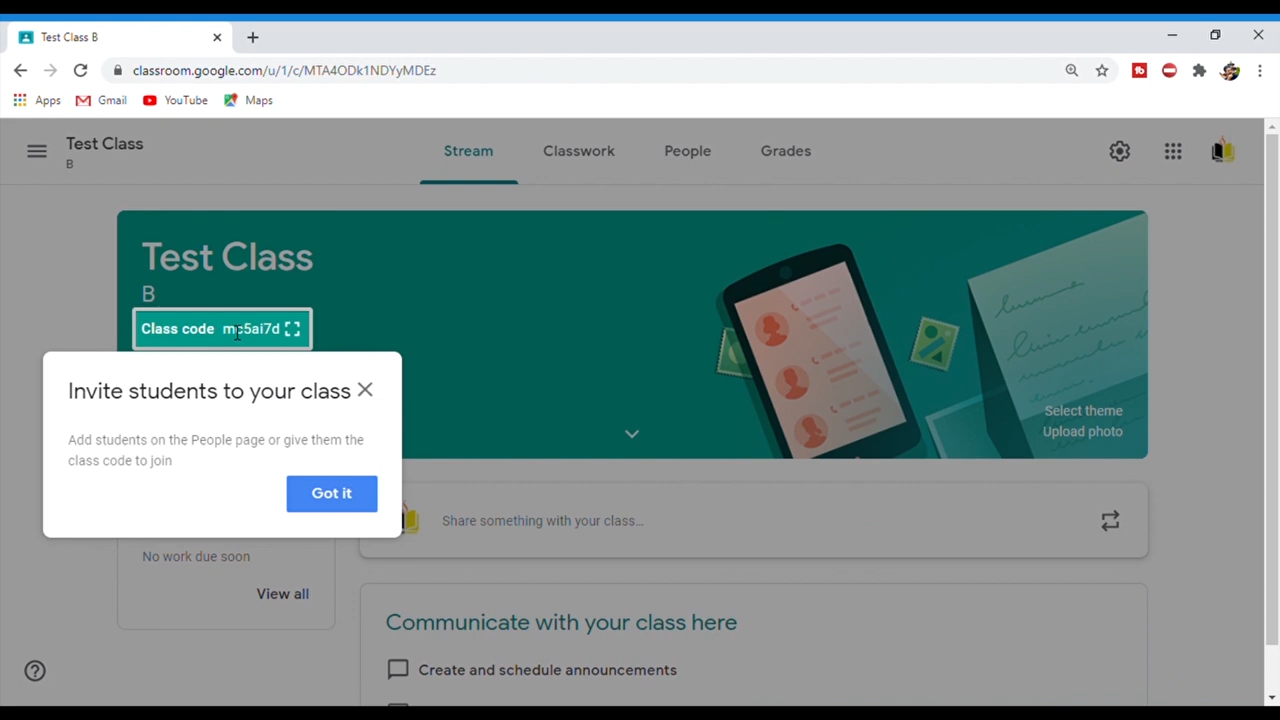 Test Class B
classroom.google.com/u/1/c/MTA4ODk1NDYyMDEz
Apps Gmail YouTube Maps
Test Class
B
Stream Classwork People Grades
Test Class
B
Class code
Select theme
Upload photo
Invite students to your class
Add students on the People page or give them the
class code to join
Got it
Share something with your class...
No work due soon
View all
Communicate with your class here
Create and schedule announcements